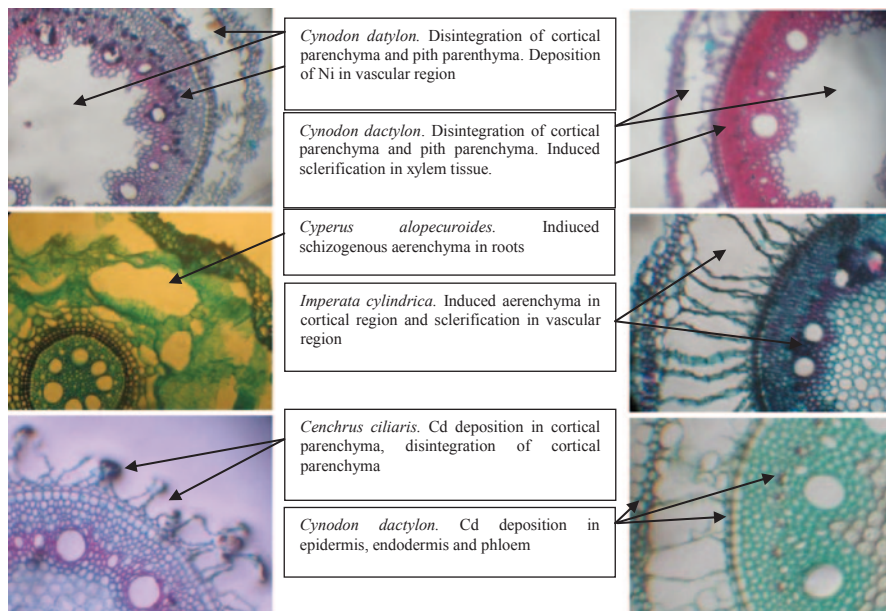 Cynodon datylon. Disintegration of cortical
parenchyma and pith parenthyma. Deposition
of Ni in vascular region
Cynodon dactylon. Disintegration of cortical
parenchyma and pith parenchyma. Induced
sclerification in xylem tissue.
Cyperus alopecuroides. Indiuced
schizogenous aerenchyma in roots
Imperata cylindrica. Induced aerenchyma in
cortical region and sclerification in vascular
region
Cenchrus ciliaris. Cd deposition in cortical
parenchyma, disintegration of cortical
parenchyma
Cynodon dactylon. Cd deposition in
epidermis, endodermis and phloem